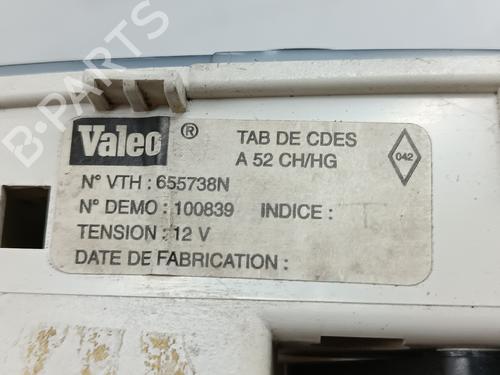 B-PARTS
Valeo ®
TAB DE CDES
A 52 CH/HG
042
N° VTH : 655738N
N° DEMO : 100839 INDICE :
TENSION : 12 V
DATE DE FABRICATION :